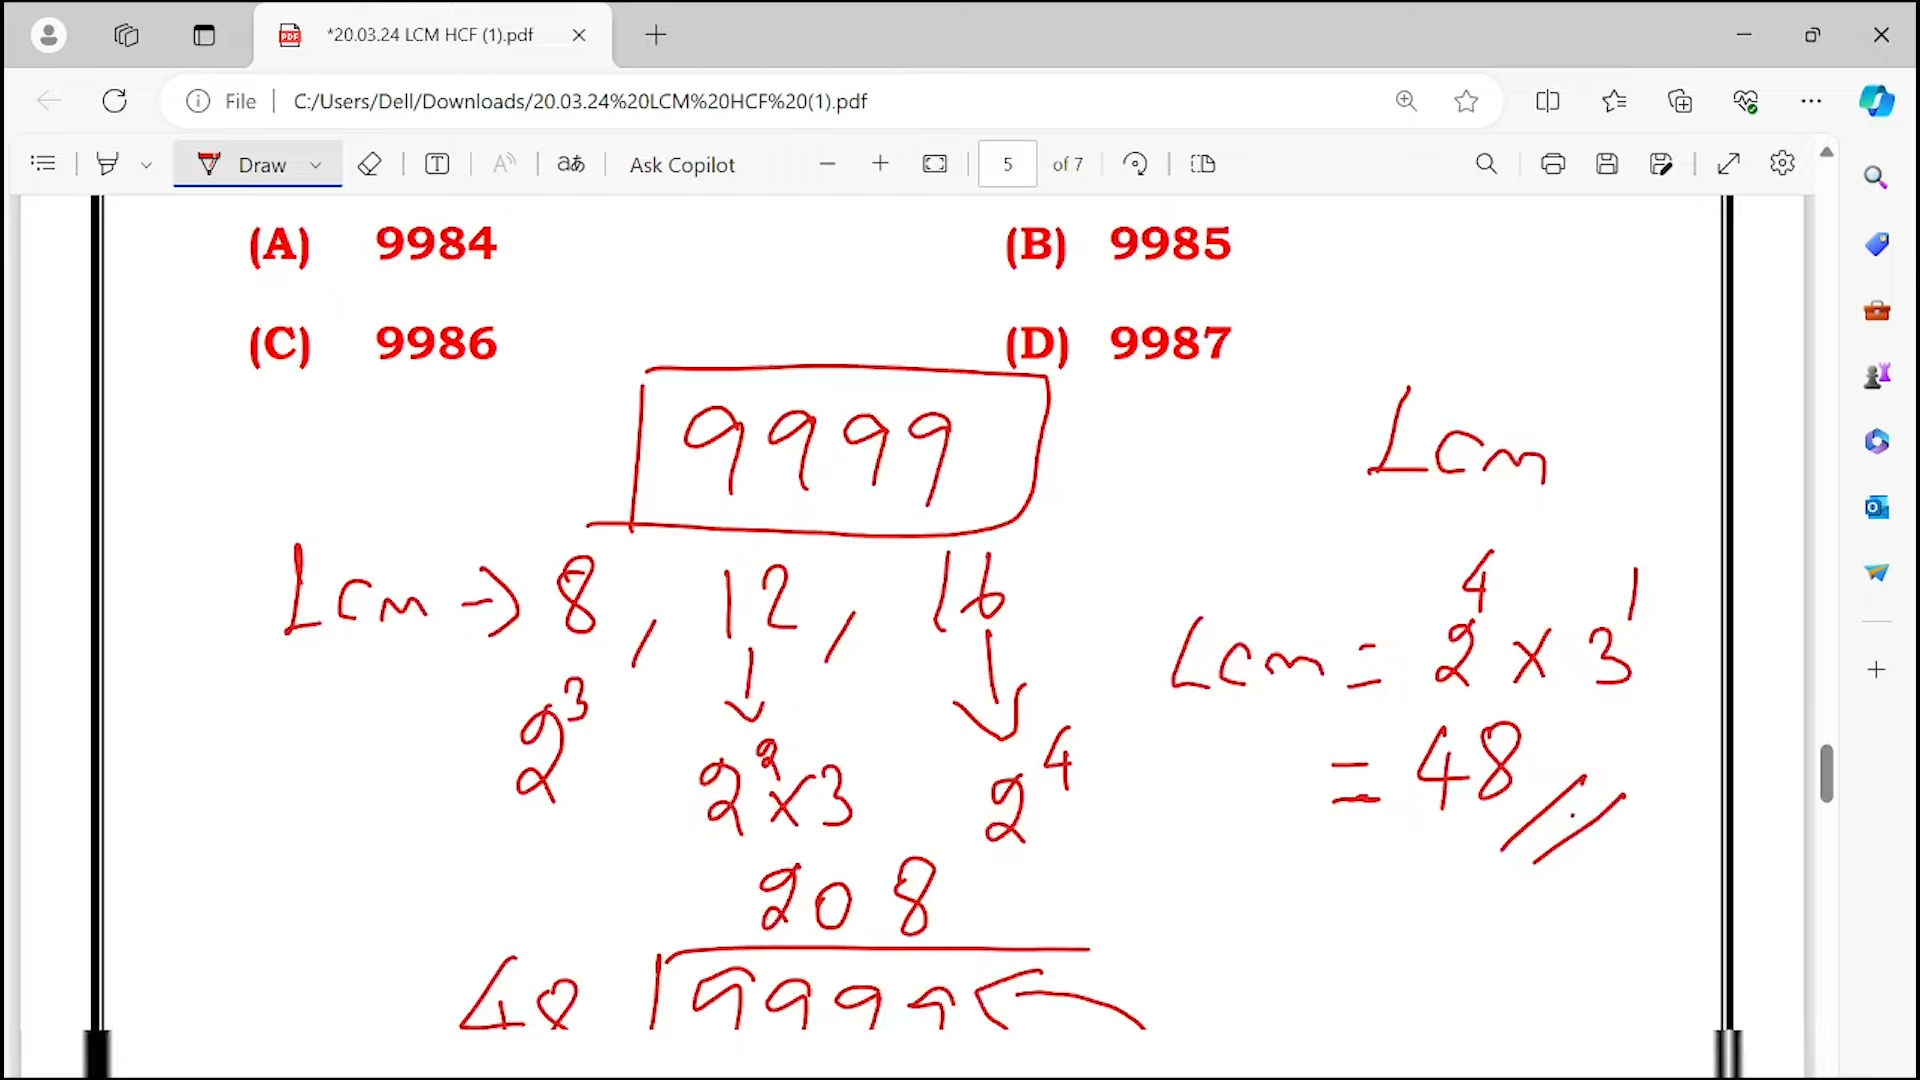 *20.03.24 LCM HCF (1).pdf
File C:/Users/Dell/Downloads/20.03.24%20LCM%20HCF%20(1).pdf
Draw Ask Copilot 5 of 7
(A) 9984 (B) 9985
(C) 9986 (D) 9987
9999
Lcm
Lcm → 8, 12, 16
Lcm = 2⁴ × 3¹
2³ 2² × 3 2⁴
= 48 //
208
48 9999